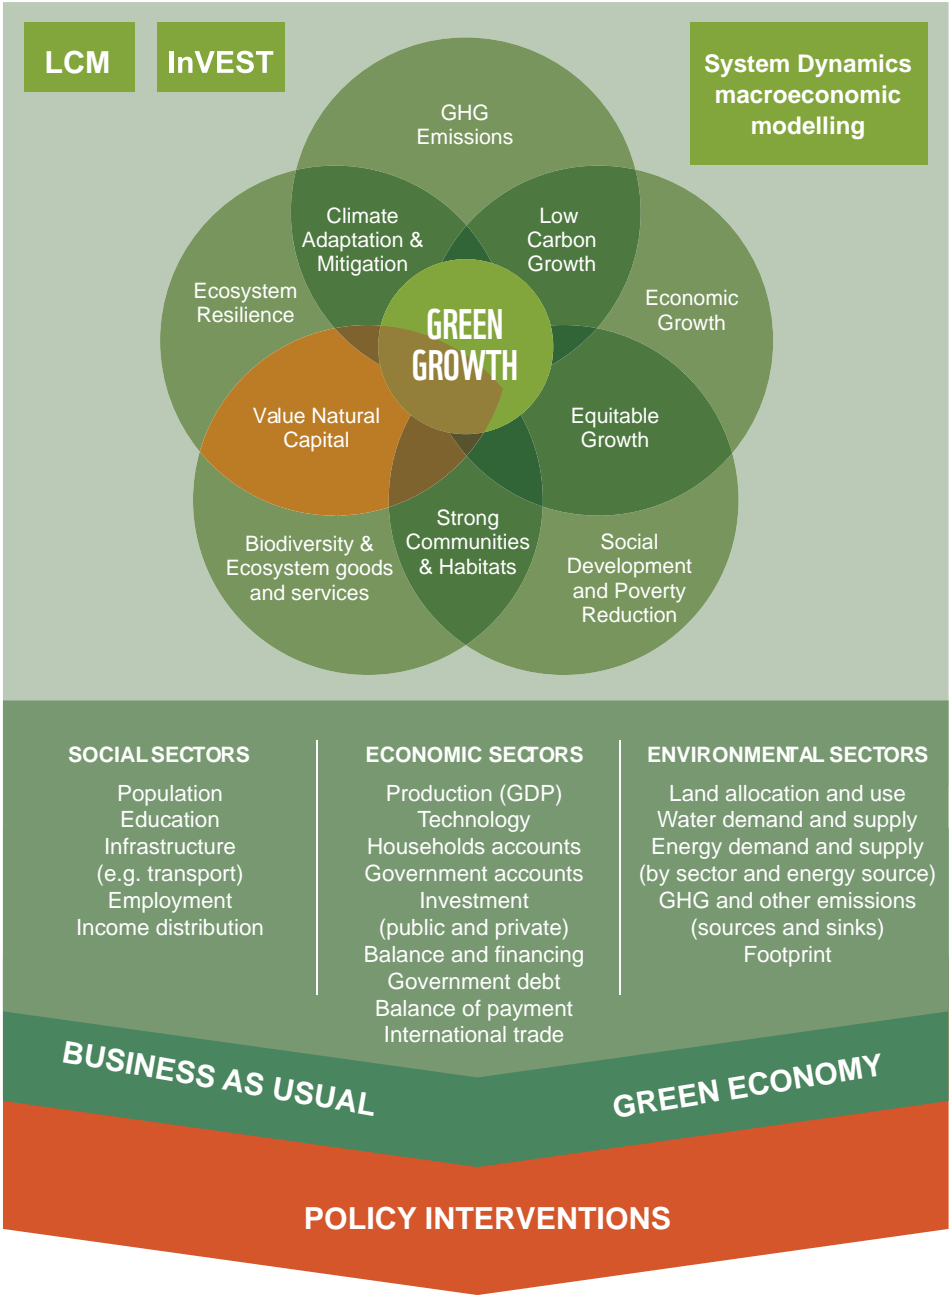 LCM
InVEST
System Dynamics
macroeconomic
modelling
GHG
Emissions
Climate
Adaptation &
Mitigation
Low
Carbon
Growth
Ecosystem
Resilience
Economic
Growth
GREEN
GROWTH
Value Natural
Capital
Equitable
Growth
Strong
Communities
& Habitats
Biodiversity &
Ecosystem goods
and services
Social
Development
and Poverty
Reduction
SOCIAL SECTORS
Population
Education
Infrastructure
(e.g. transport)
Employment
Income distribution
ECONOMIC SECTORS
Production (GDP)
Technology
Households accounts
Government accounts
Investment
(public and private)
Balance and financing
Government debt
Balance of payment
International trade
ENVIRONMENTAL SECTORS
Land allocation and use
Water demand and supply
Energy demand and supply
(by sector and energy source)
GHG and other emissions
(sources and sinks)
Footprint
BUSINESS AS USUAL
GREEN ECONOMY
POLICY INTERVENTIONS